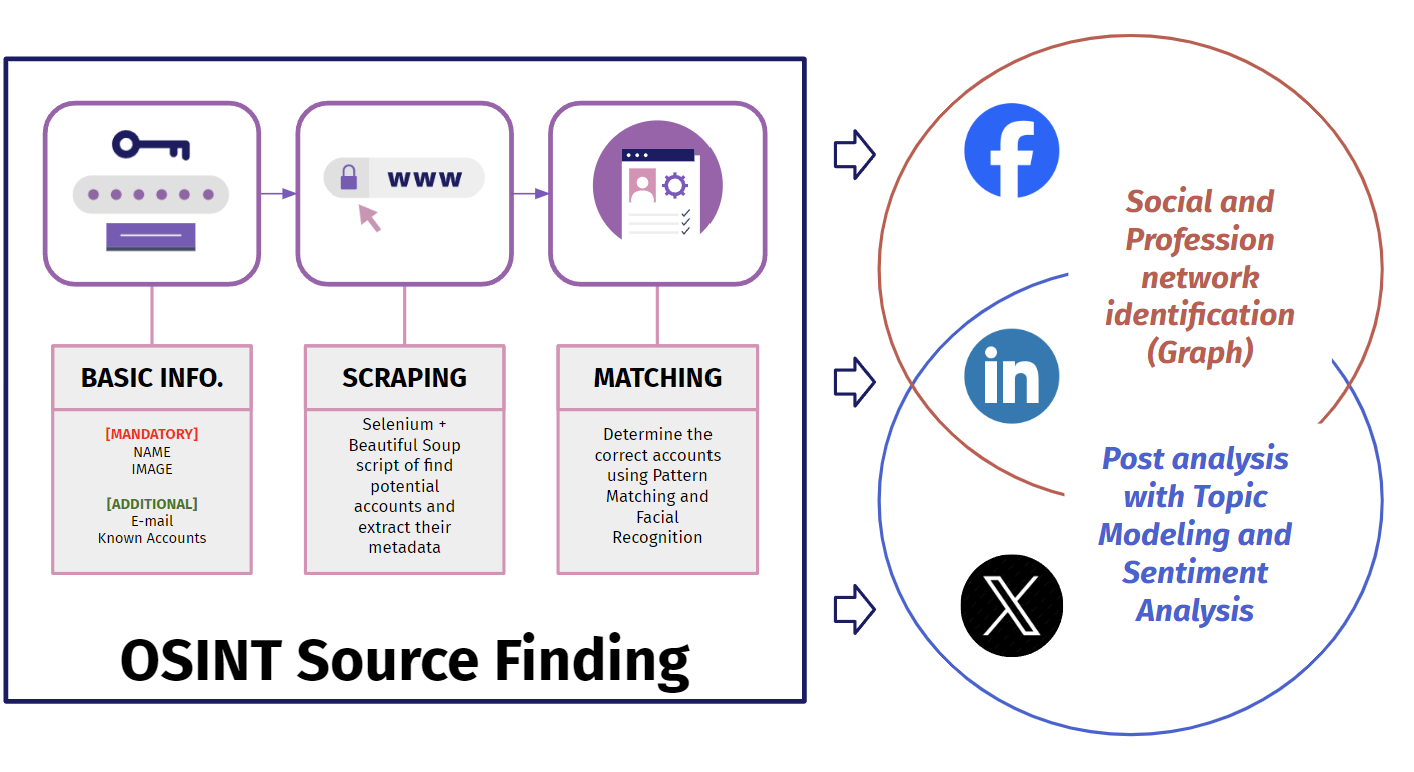 www
BASIC INFO.
[MANDATORY]
NAME
IMAGE
[ADDITIONAL]
E-mail
Known Accounts
SCRAPING
Selenium +
Beautiful Soup
script of find
potential
accounts and
extract their
metadata
MATCHING
Determine the
correct accounts
using Pattern
Matching and
Facial
Recognition
OSINT Source Finding
f
in
X
Social and
Profession
network
identification
(Graph)
Post analysis
with Topic
Modeling and
Sentiment
Analysis